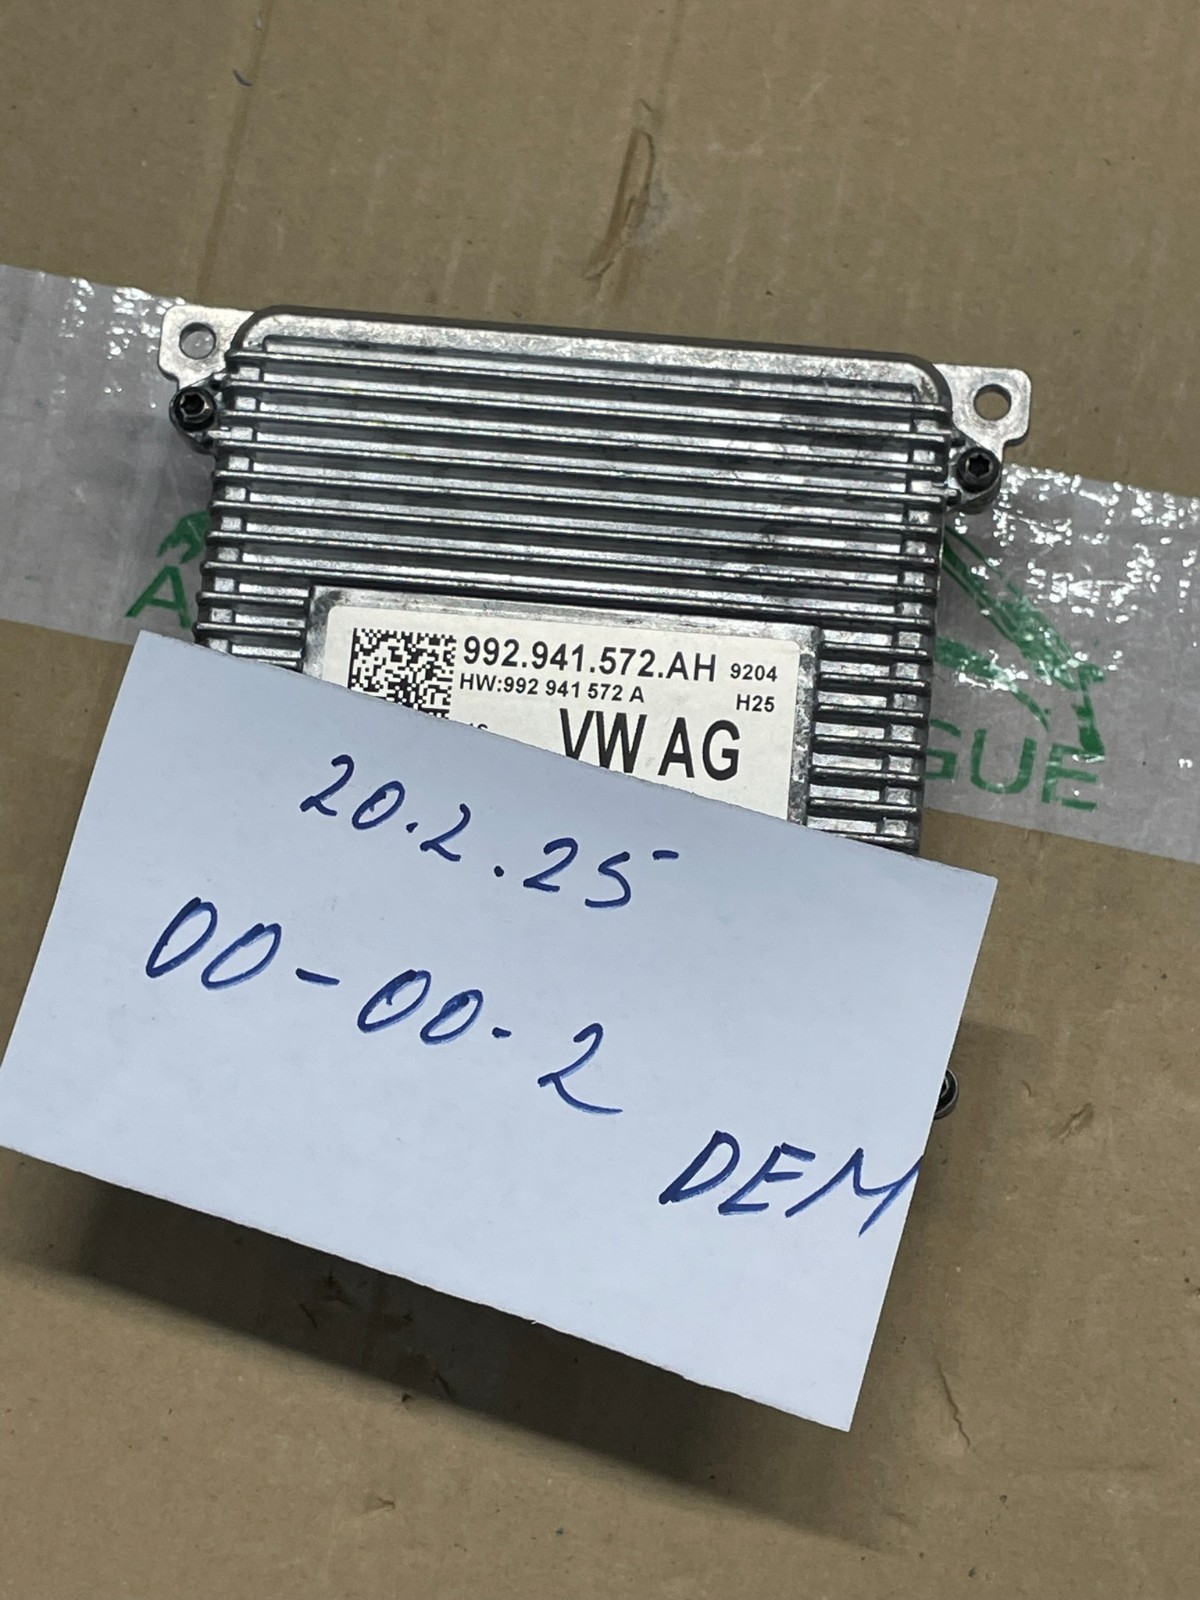 992.941.572.AH 9204
HW:992 941 572 A H25
VW AG
A GUE
20.2.25
00-00-2
DEM